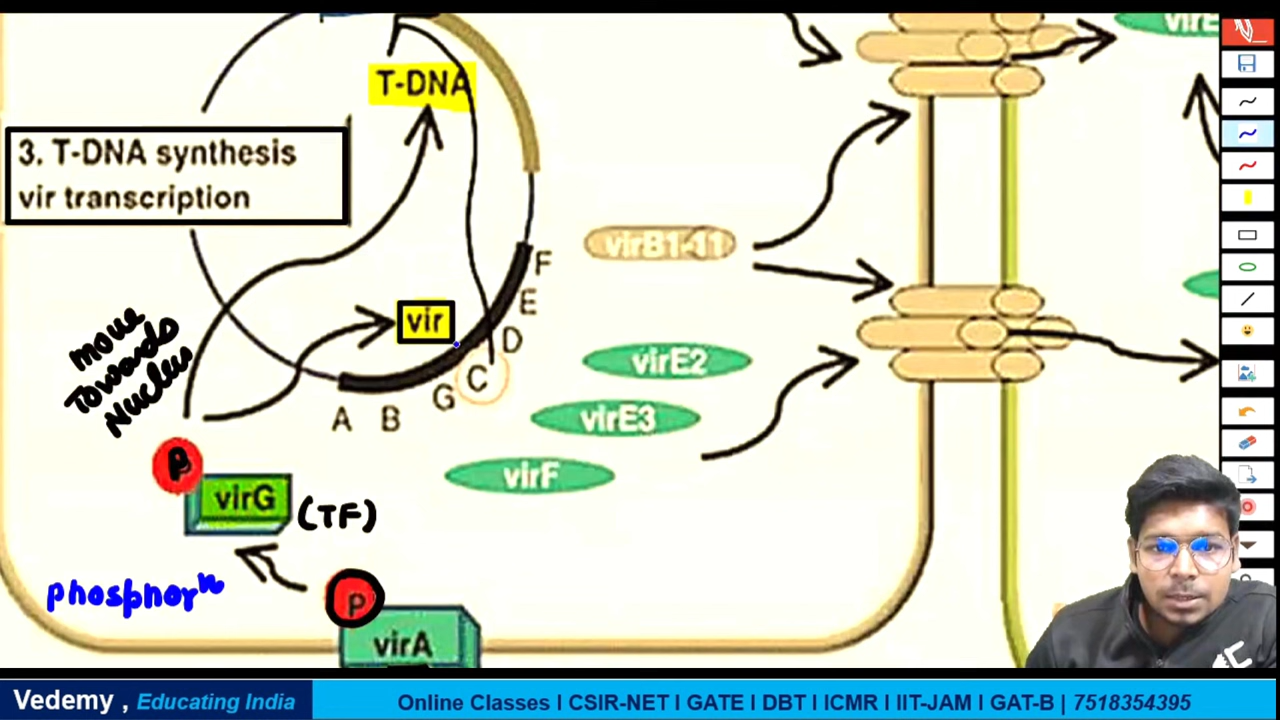 virE
T-DNA
3. T-DNA synthesis
vir transcription
virB1-11
F
E
D
C
G
B
A
vir
move
Towards
Nucleus
virE2
virE3
virF
P
virG
(TF)
P
virA
Vedemy , Educating India
Online Classes I CSIR-NET I GATE I DBT I ICMR I IIT-JAM I GAT-B | 7518354395